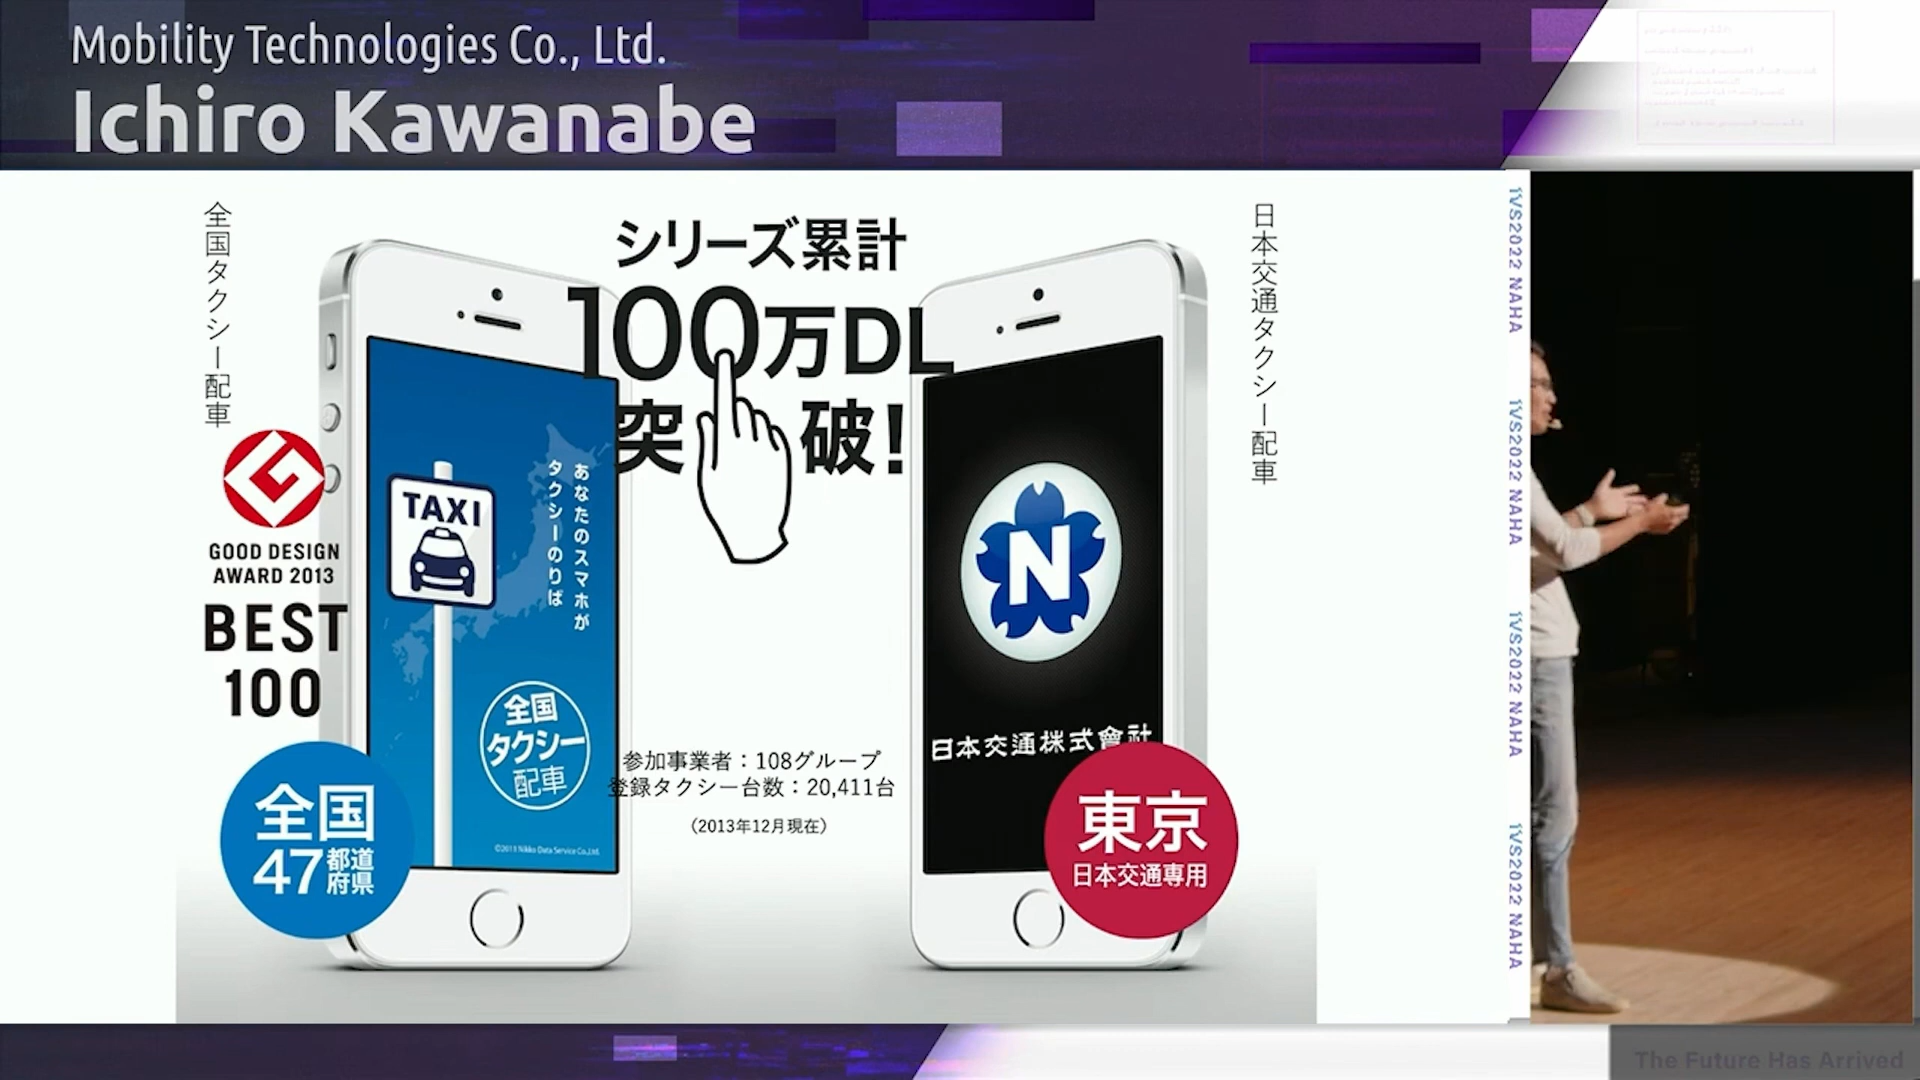 Mobility Technologies Co., Ltd.
Ichiro Kawanabe
全国タクシー配車
シリーズ累計
100万DL
突破!
日本交通タクシー配車
GOOD DESIGN
AWARD 2013
BEST
100
TAXI
あなたのスマホが
タクシーのりば
全国
タクシー
配車
©2011 Nikko Data Service Co.,Ltd.
全国
47都道府県
参加事業者：108グループ
登録タクシー台数：20,411台
（2013年12月現在）
N
日本交通株式會社
東京
日本交通専用
IVS2022 NAHA
IVS2022 NAHA
IVS2022 NAHA
IVS2022 NAHA
The Future Has Arrived